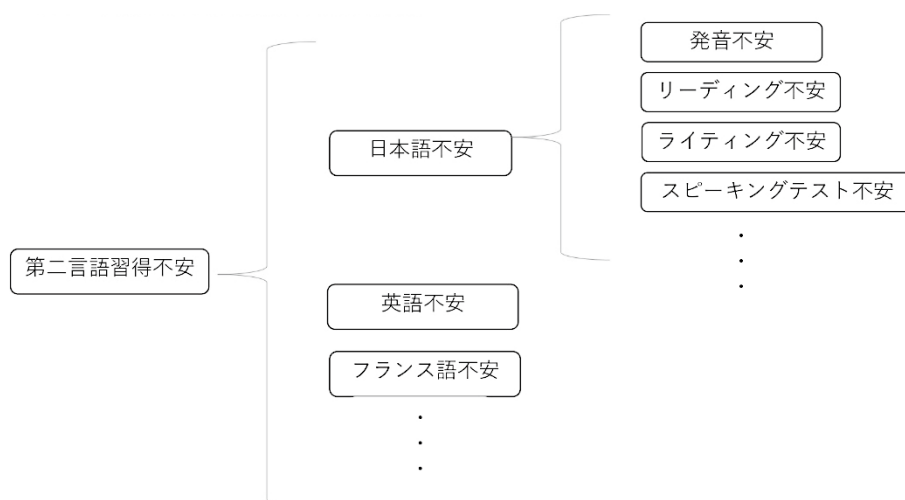 発音不安
リーディング不安
日本語不安
ライティング不安
スピーキングテスト不安
第二言語習得不安
英語不安
フランス語不安